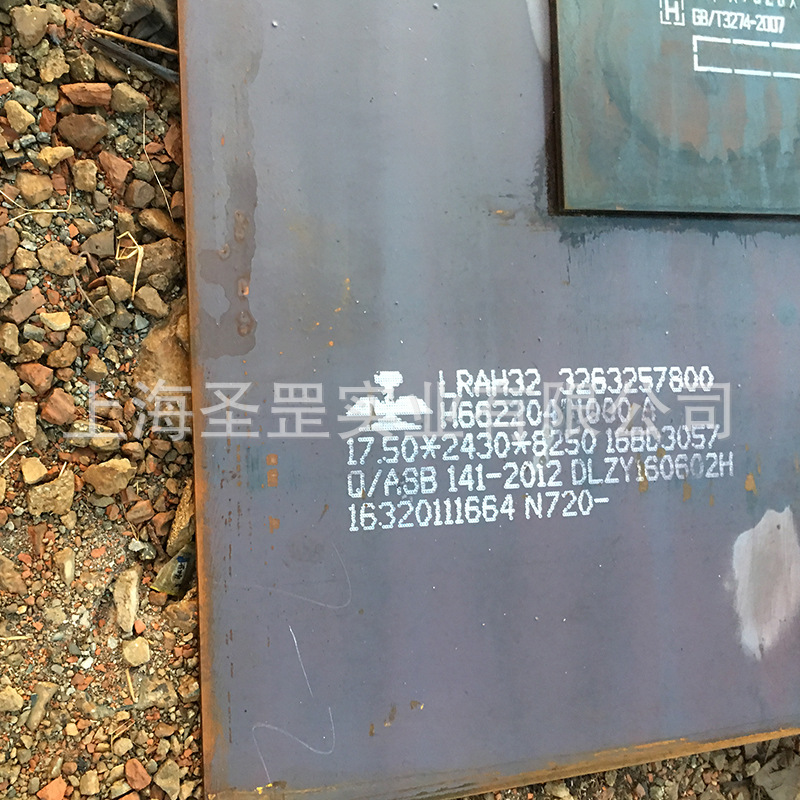 H
GB/T3274-2007
LRAH32 3263257800
17.50*2430*8250 16BD3057
Q/ASB 141-2012 DLZY160602H
16320111664 N720-
上海圣罡实业有限公司